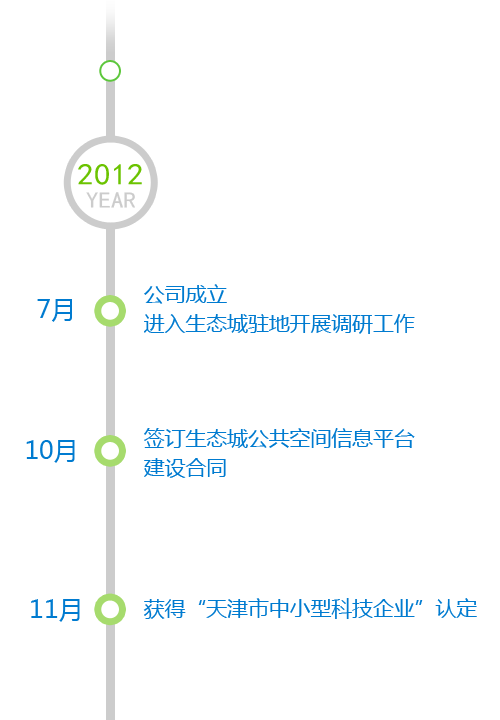 2012
YEAR
7月
公司成立
进入生态城驻地开展调研工作
10月
签订生态城公共空间信息平台
建设合同
11月
获得“天津市中小型科技企业”认定